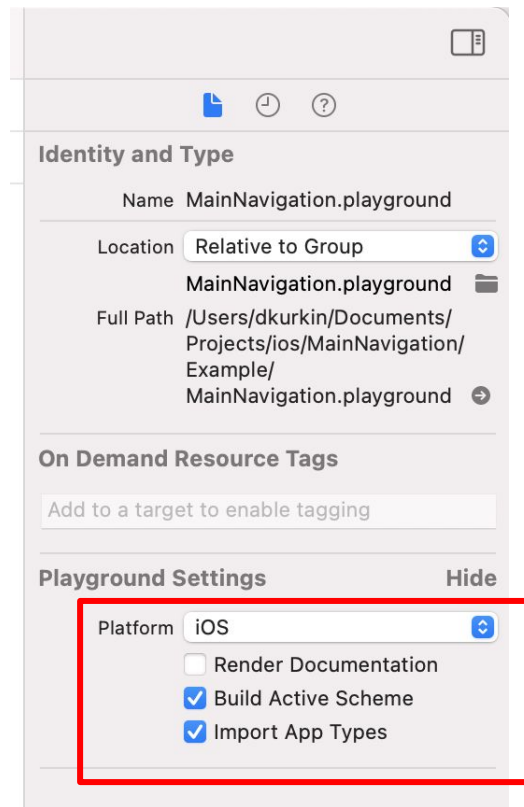 Identity and Type
Name MainNavigation.playground
Location Relative to Group
MainNavigation.playground
Full Path /Users/dkurkin/Documents/
Projects/ios/MainNavigation/
Example/
MainNavigation.playground
On Demand Resource Tags
Add to a target to enable tagging
Playground Settings Hide
Platform iOS
Render Documentation
Build Active Scheme
Import App Types